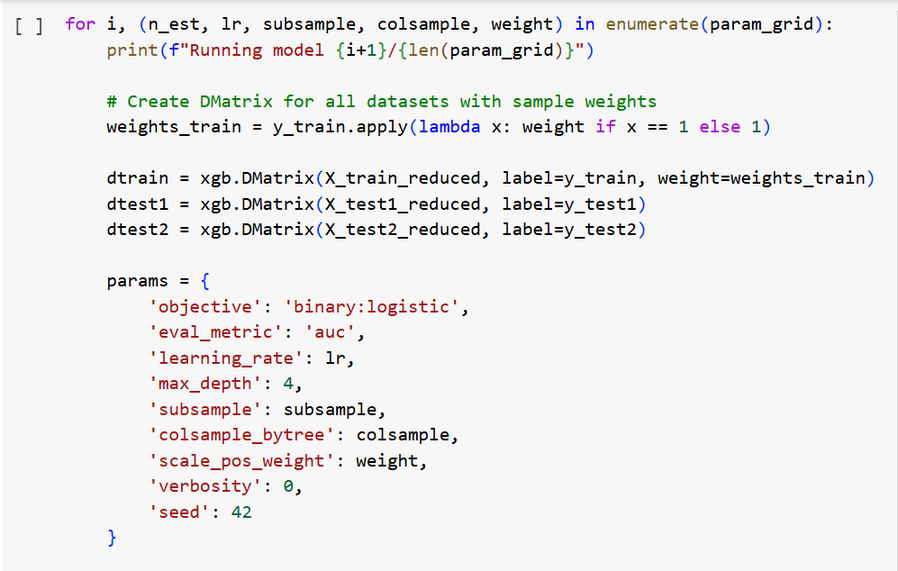 [ ] for i, (n_est, lr, subsample, colsample, weight) in enumerate(param_grid):
print(f"Running model {i+1}/{len(param_grid)}")
# Create DMatrix for all datasets with sample weights
weights_train = y_train.apply(lambda x: weight if x == 1 else 1)
dtrain = xgb.DMatrix(X_train_reduced, label=y_train, weight=weights_train)
dtest1 = xgb.DMatrix(X_test1_reduced, label=y_test1)
dtest2 = xgb.DMatrix(X_test2_reduced, label=y_test2)
params = {
'objective': 'binary:logistic',
'eval_metric': 'auc',
'learning_rate': lr,
'max_depth': 4,
'subsample': subsample,
'colsample_bytree': colsample,
'scale_pos_weight': weight,
'verbosity': 0,
'seed': 42
}